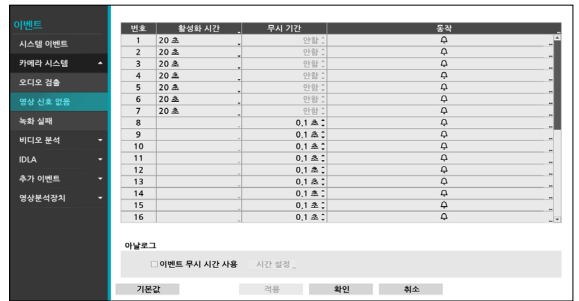 이벤트
시스템 이벤트
카메라 시스템
오디오 검출
영상 신호 없음
녹화 실패
비디오 분석
IDLA
추가 이벤트
영상분석장치
번호 활성화 시간 무시 기간 동작
1 20 초 안함
2 20 초 안함
3 20 초 안함
4 20 초 안함
5 20 초 안함
6 20 초 안함
7 20 초 안함
8 0,1 초
9 0,1 초
10 0,1 초
11 0,1 초
12 0,1 초
13 0,1 초
14 0,1 초
15 0,1 초
16 0,1 초
아날로그
이벤트 무시 시간 사용 시간 설정
기본값 적용 확인 취소